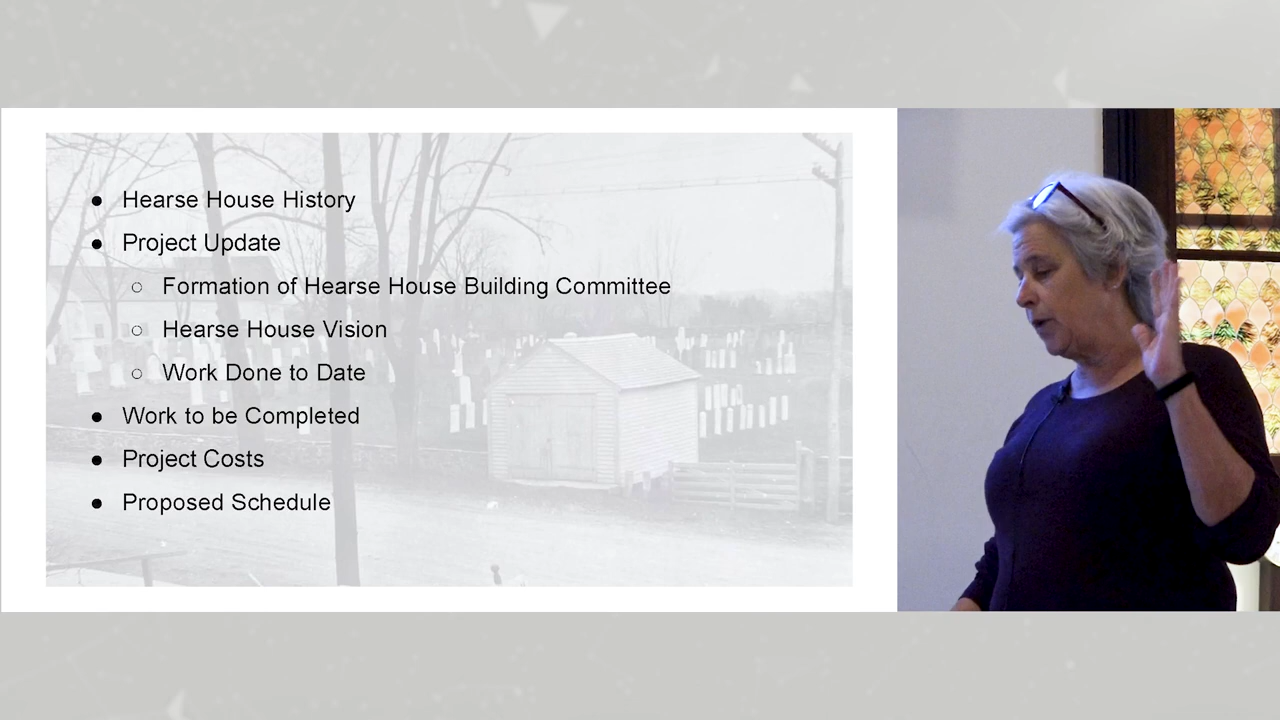 ● Hearse House History
● Project Update
○ Formation of Hearse House Building Committee
○ Hearse House Vision
○ Work Done to Date
● Work to be Completed
● Project Costs
● Proposed Schedule